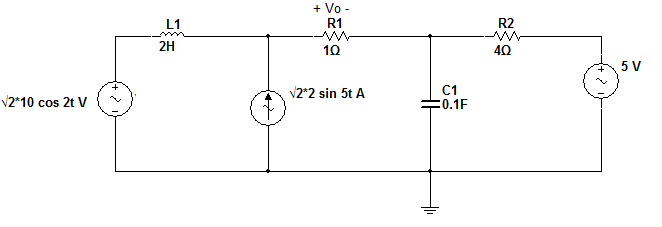 + Vo -
L1
R1
R2
2H
1Ω
4Ω
+
+
5 V
√2*10 cos 2t V
√2*2 sin 5t A
C1
0.1F
-
-